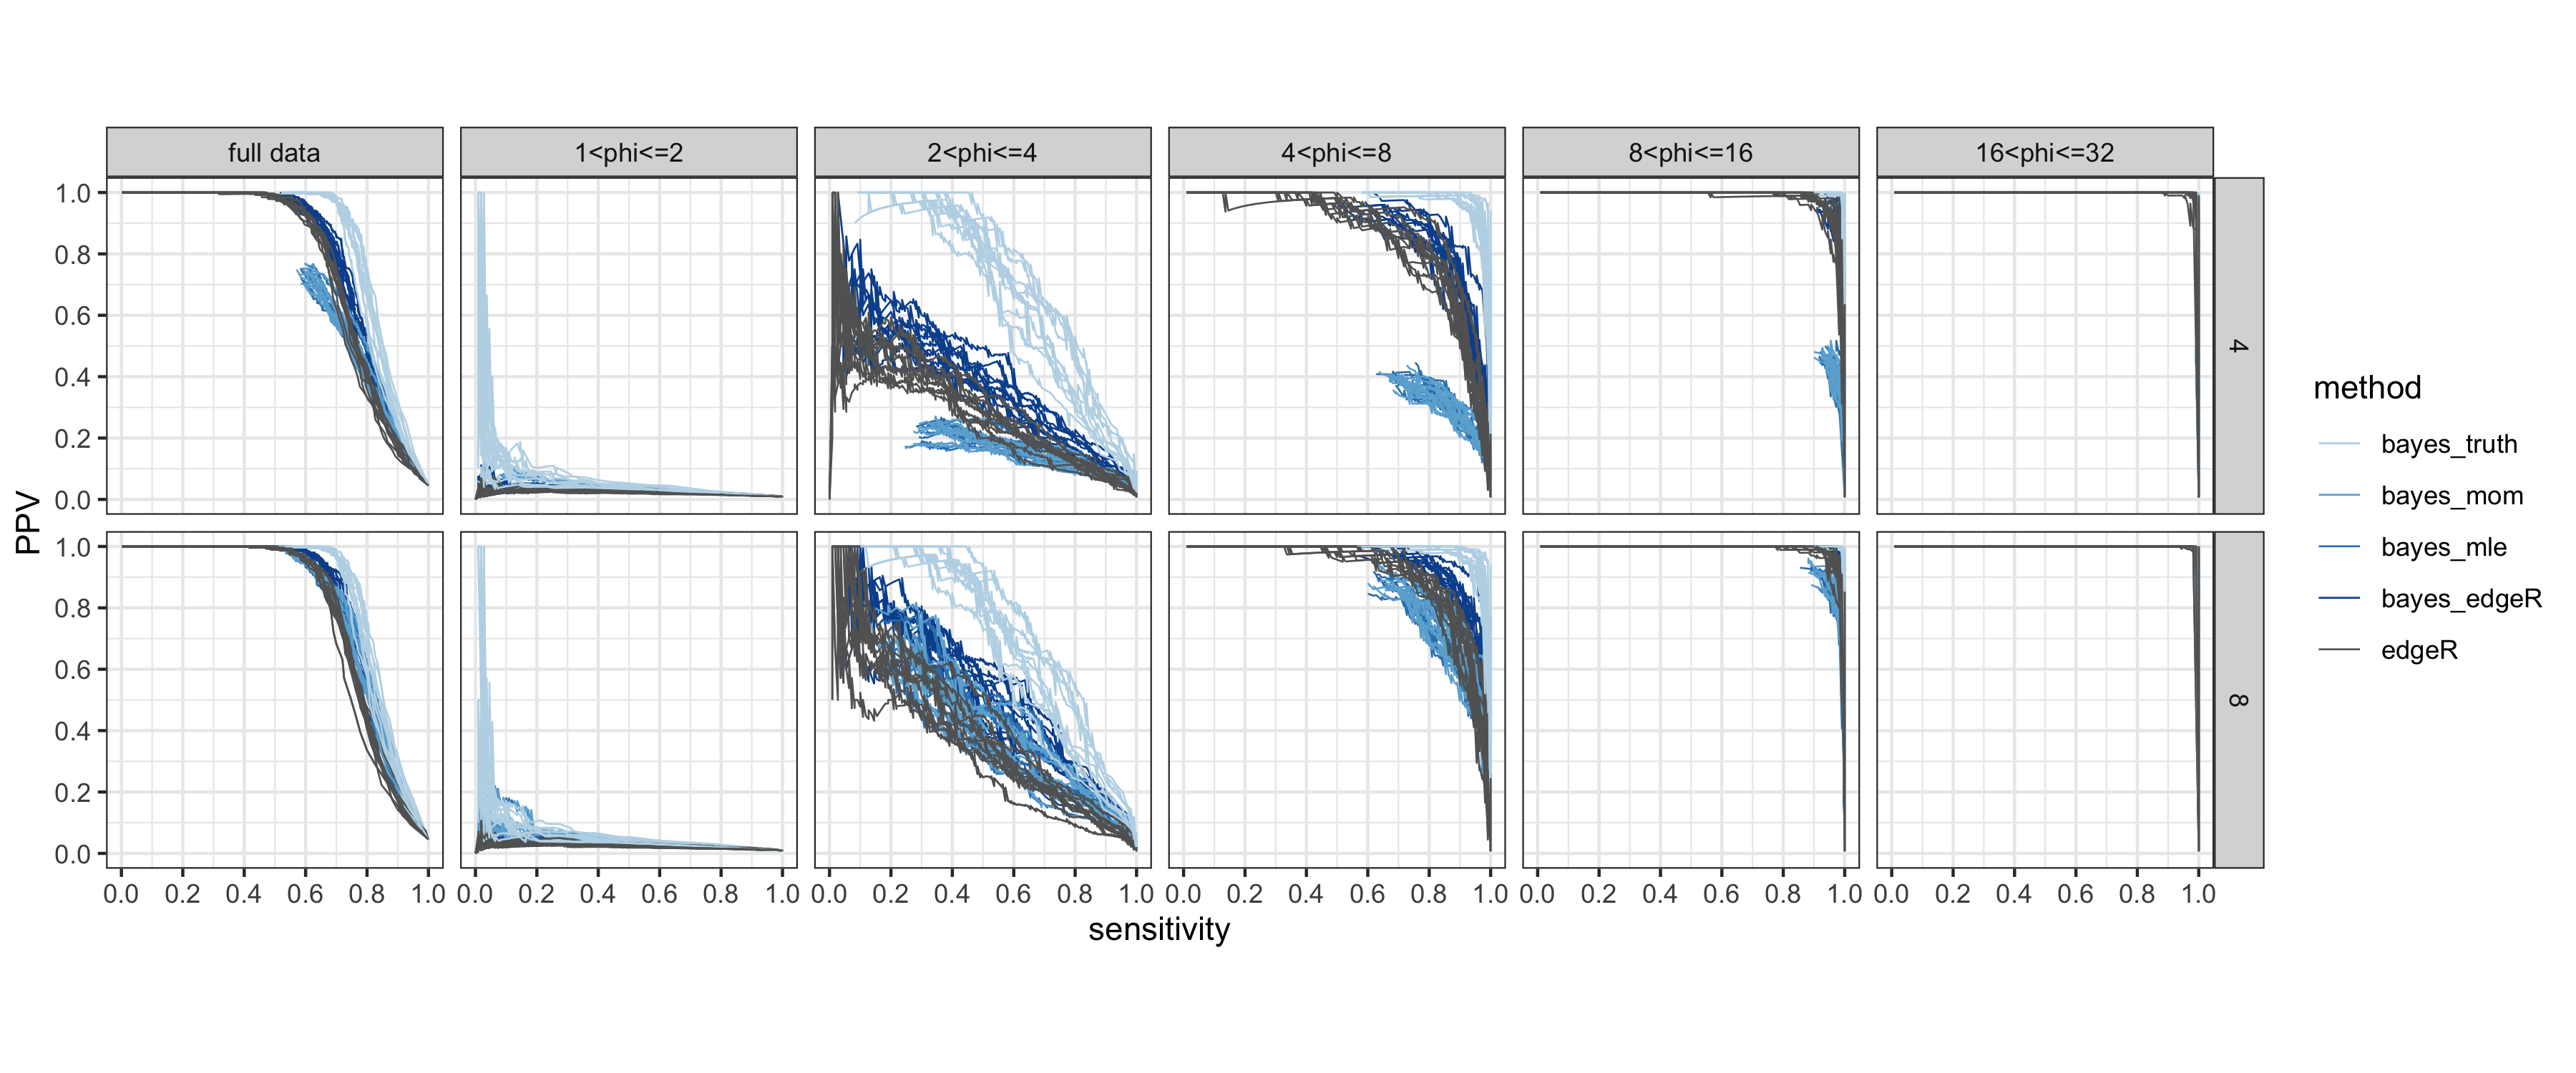 full data 1<phi<=2 2<phi<=4 4<phi<=8 8<phi<=16 16<phi<=32
1.0
0.8
0.6
0.4
0.2
0.0
4
1.0
0.8
0.6
0.4
0.2
0.0
8
0.0 0.2 0.4 0.6 0.8 1.0 0.0 0.2 0.4 0.6 0.8 1.0 0.0 0.2 0.4 0.6 0.8 1.0 0.0 0.2 0.4 0.6 0.8 1.0 0.0 0.2 0.4 0.6 0.8 1.0 0.0 0.2 0.4 0.6 0.8 1.0
sensitivity
PPV
method
bayes_truth
bayes_mom
bayes_mle
bayes_edgeR
edgeR